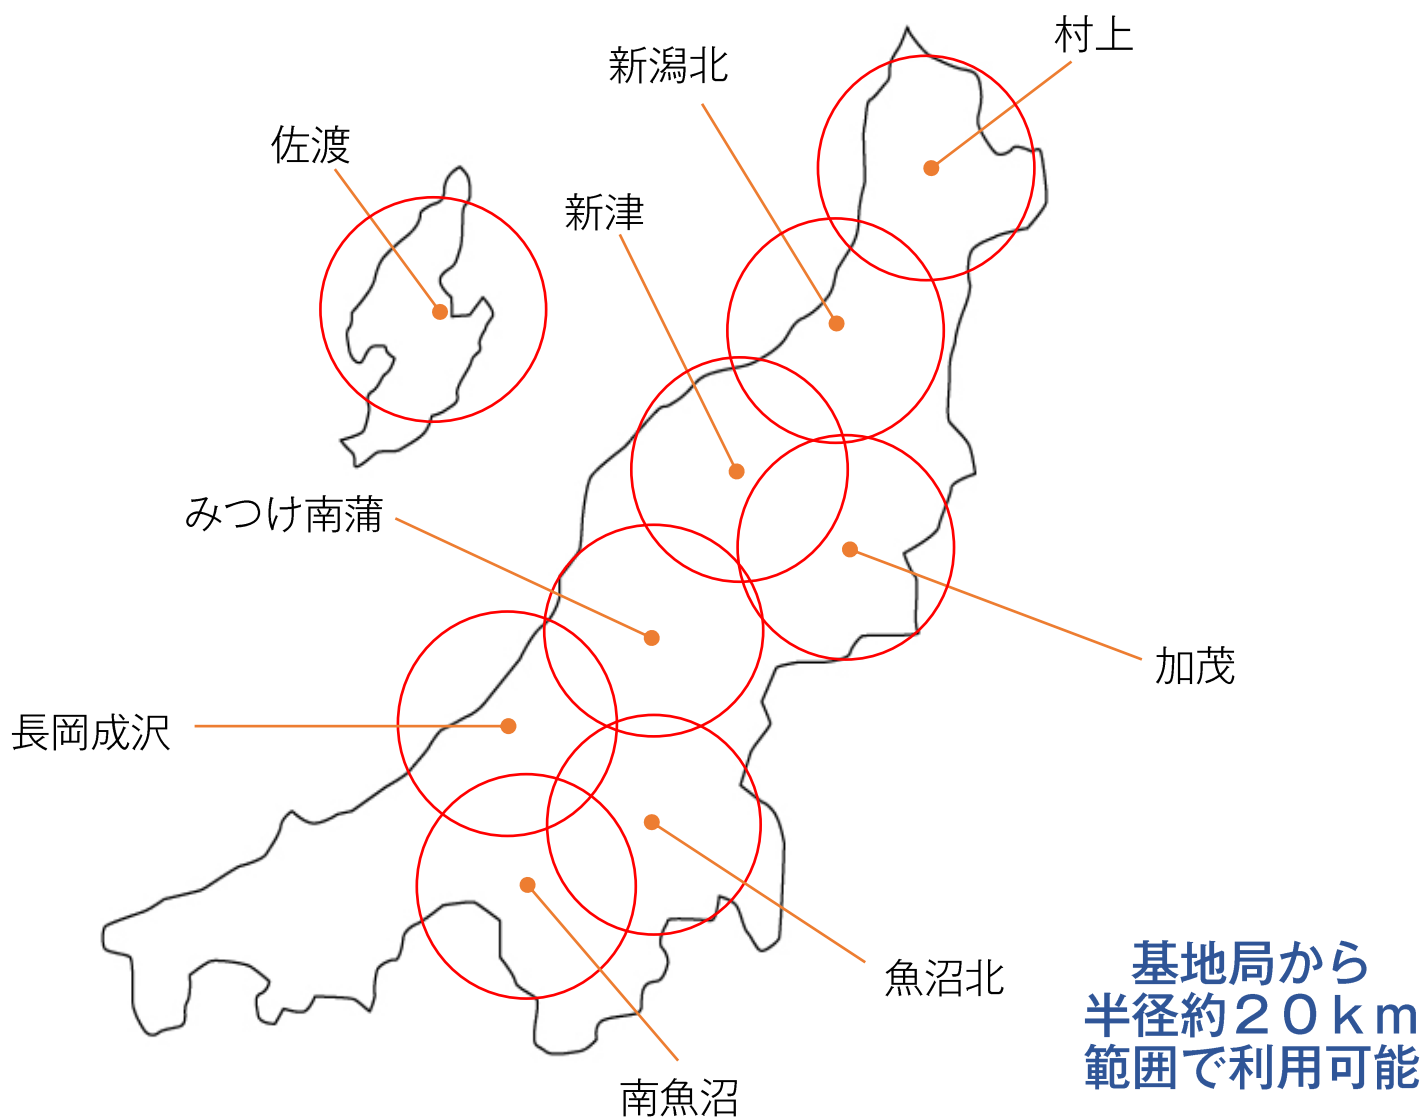 村上
新潟北
佐渡
新津
みつけ南蒲
加茂
長岡成沢
魚沼北
南魚沼
基地局から
半径約２０ｋｍ
範囲で利用可能